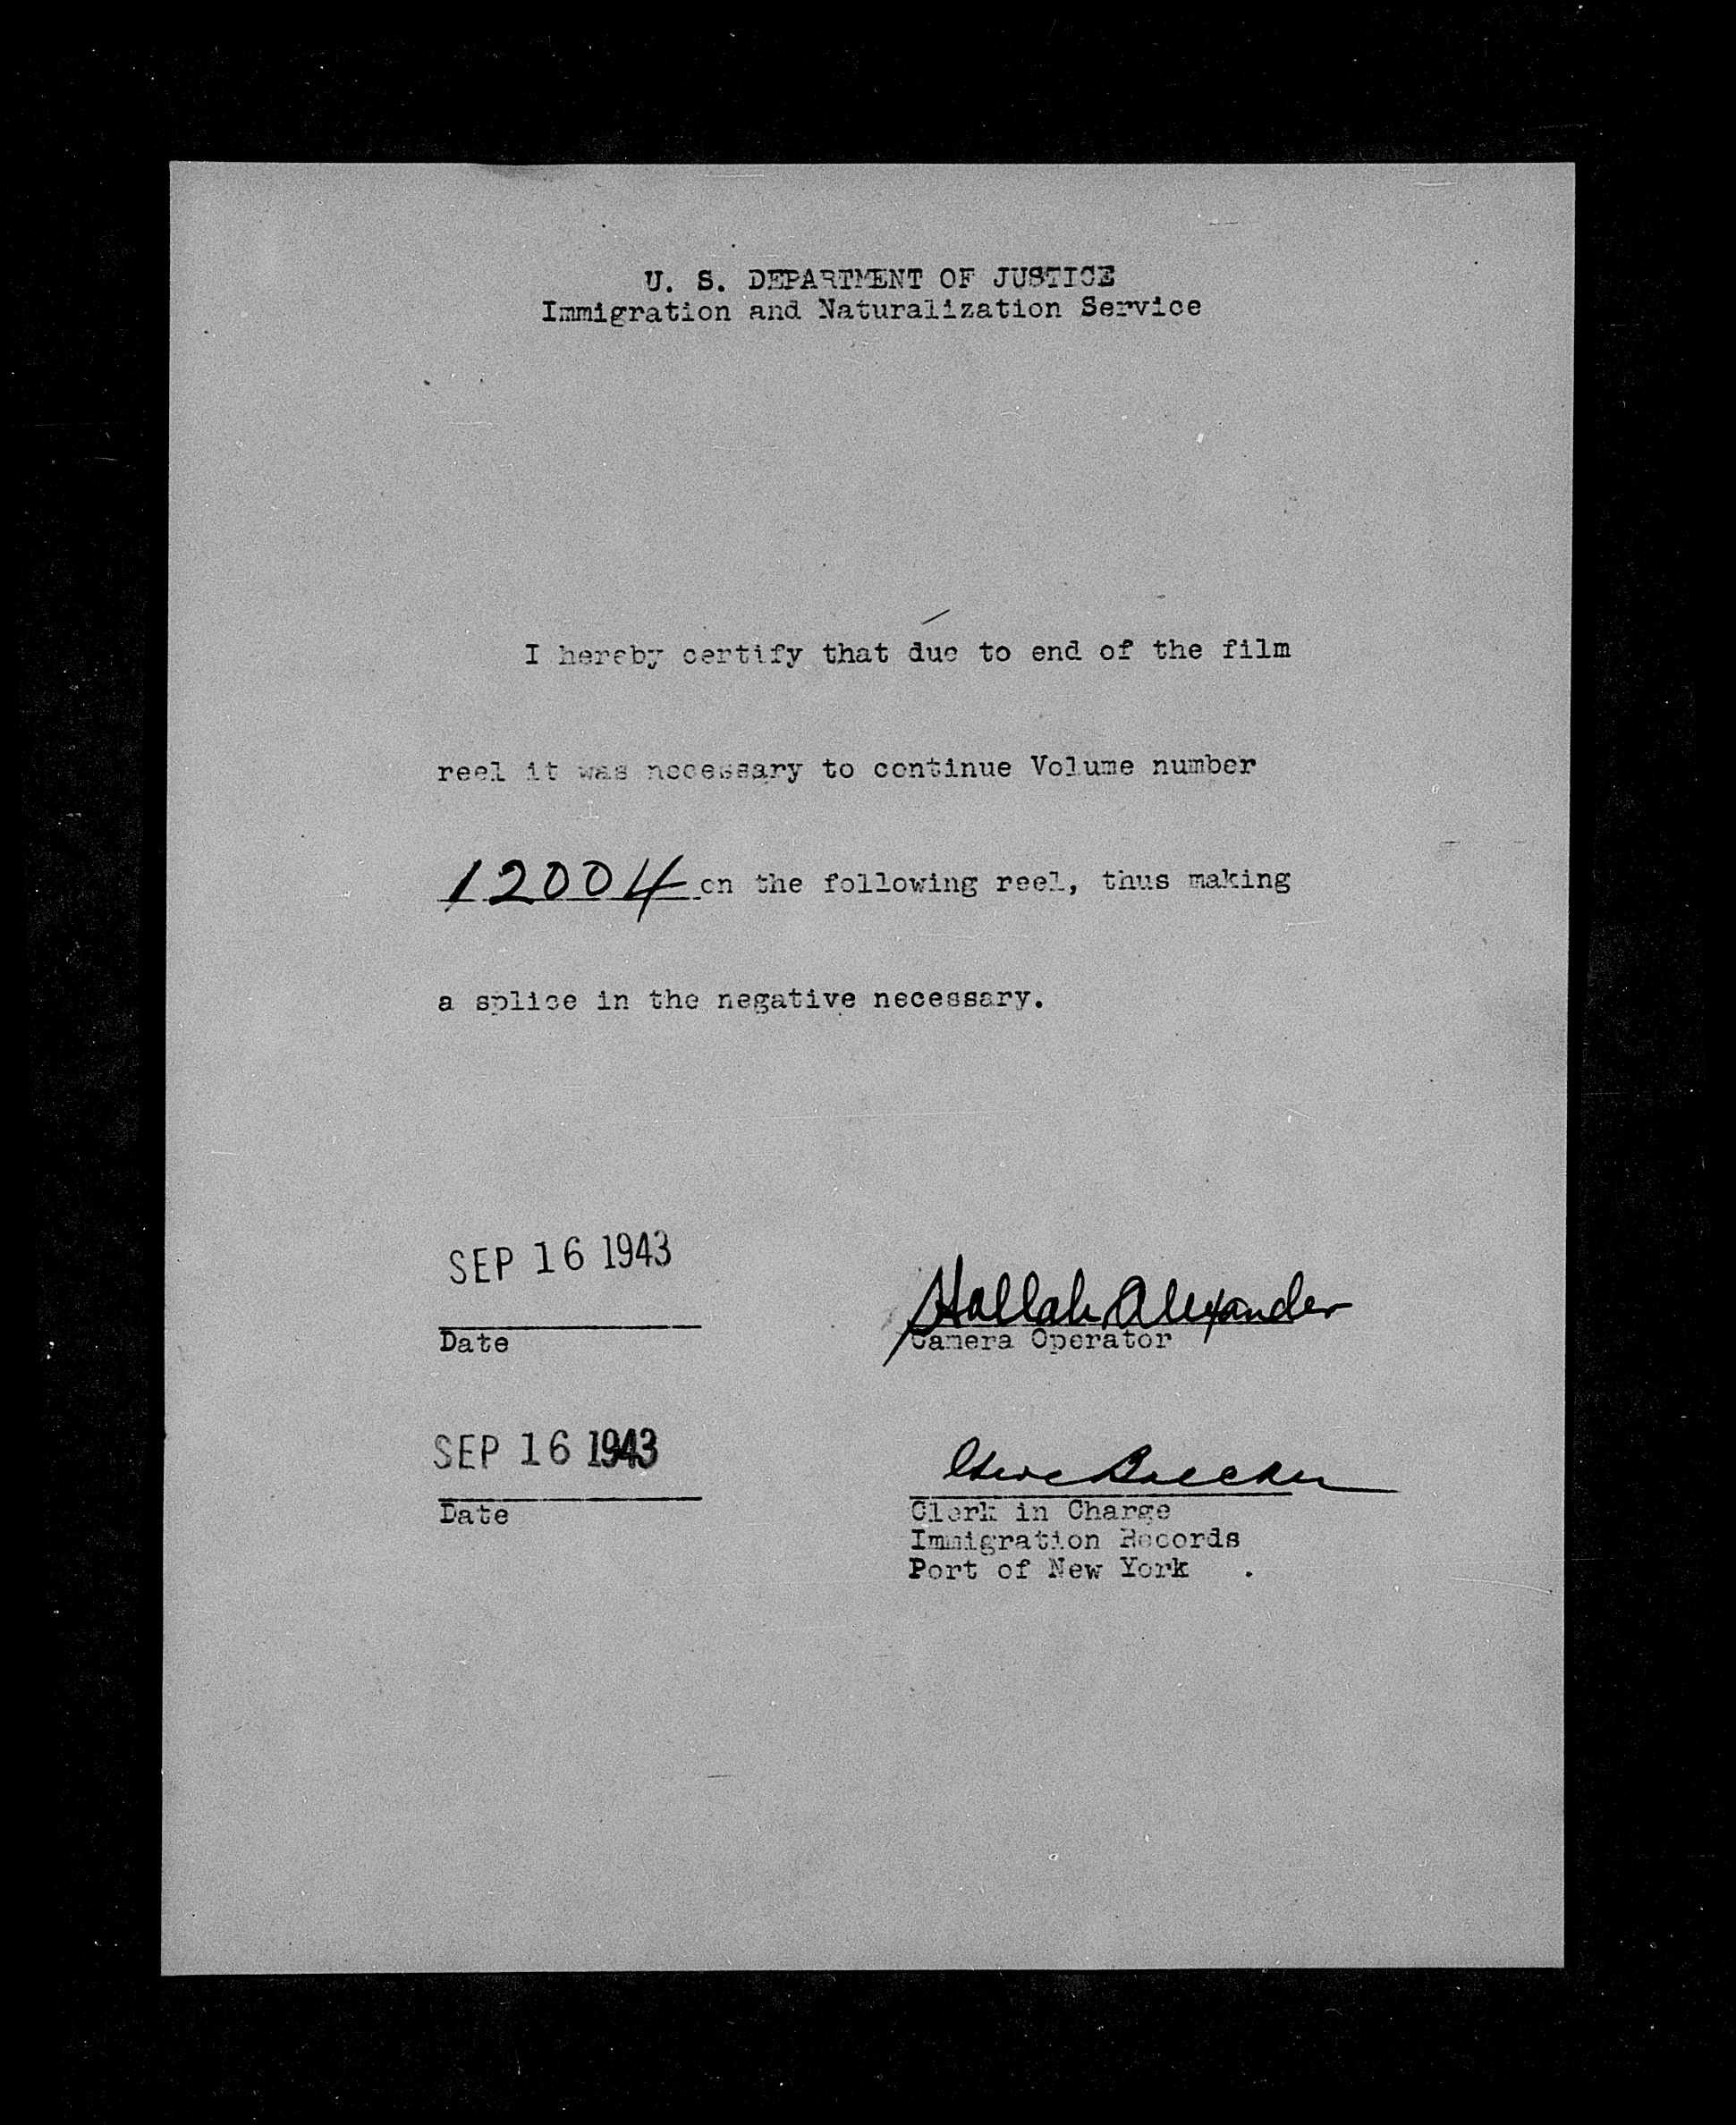 U. S. DEPARTMENT OF JUSTICE
Immigration and Naturalization Service
I hereby certify that due to end of the film
reel it was necessary to continue Volume number
12004 on the following reel, thus making
a splice in the negative necessary.
SEP 16 1943
Date
Alexander
Camera Operator
SEP 16 1943
Date
Clerk in Charge
Immigration Records
Port of New York .